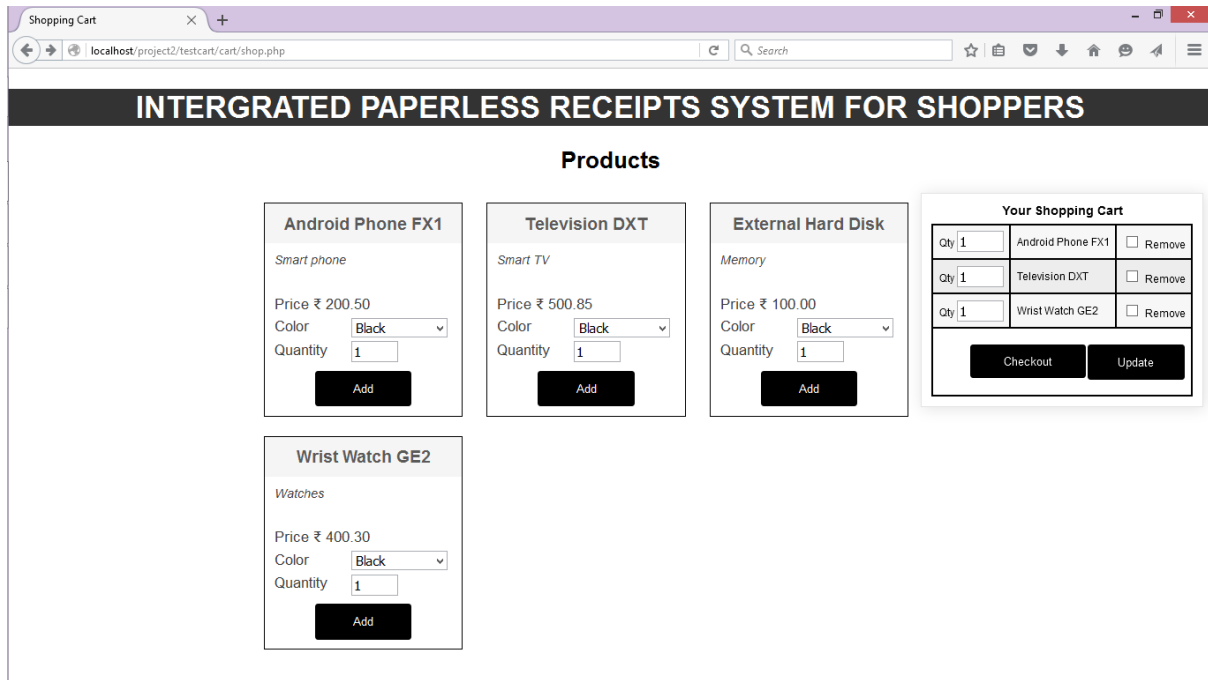 Shopping Cart
localhost/project2/testcart/cart/shop.php
Search
INTERGRATED PAPERLESS RECEIPTS SYSTEM FOR SHOPPERS
Products
Android Phone FX1
Smart phone
Price ₹ 200.50
Color Black
Quantity 1
Add
Television DXT
Smart TV
Price ₹ 500.85
Color Black
Quantity 1
Add
External Hard Disk
Memory
Price ₹ 100.00
Color Black
Quantity 1
Add
Your Shopping Cart
Qty 1 Android Phone FX1 Remove
Qty 1 Television DXT Remove
Qty 1 Wrist Watch GE2 Remove
Checkout Update
Wrist Watch GE2
Watches
Price ₹ 400.30
Color Black
Quantity 1
Add